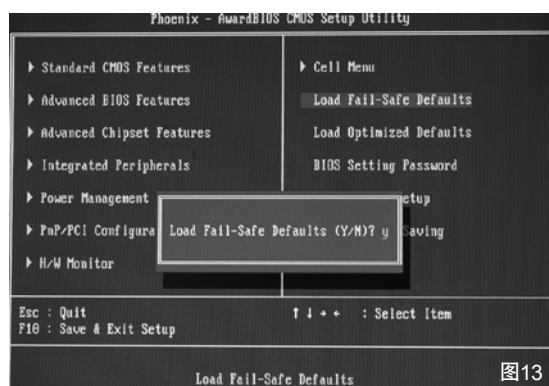 Phoenix - AwardBIOS CMOS Setup Utility
▶ Standard CMOS Features
▶ Advanced BIOS Features
▶ Advanced Chipset Features
▶ Integrated Peripherals
▶ Power Management
▶ PnP/PCI Configura
▶ H/W Monitor
▶ Cell Menu
Load Fail-Safe Defaults
Load Optimized Defaults
BIOS Setting Password
etup
Saving
Load Fail-Safe Defaults (Y/N)? y
Esc : Quit
F10 : Save & Exit Setup
↑ ↓ → ← : Select Item
Load Fail-Safe Defaults
图13